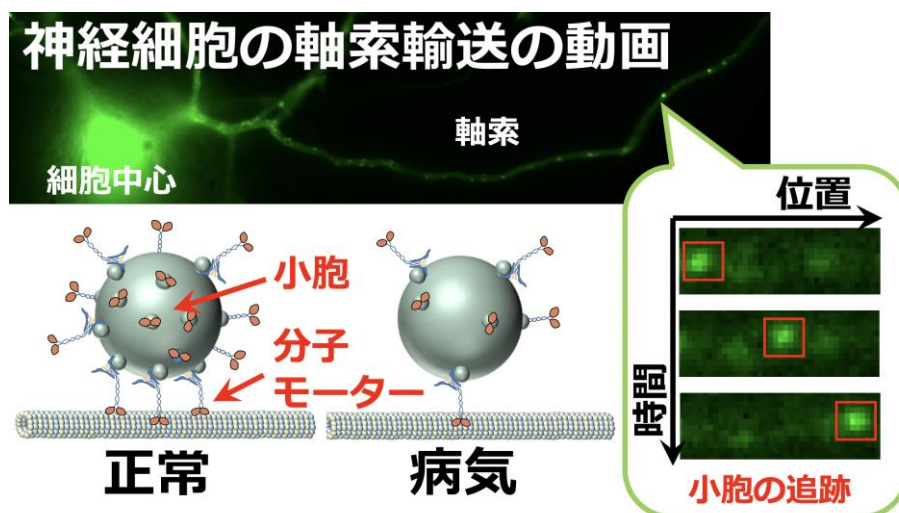 神経細胞の軸索輸送の動画
軸索
細胞中心
位置
小胞
分子
モーター
時間
正常
病気
小胞の追跡